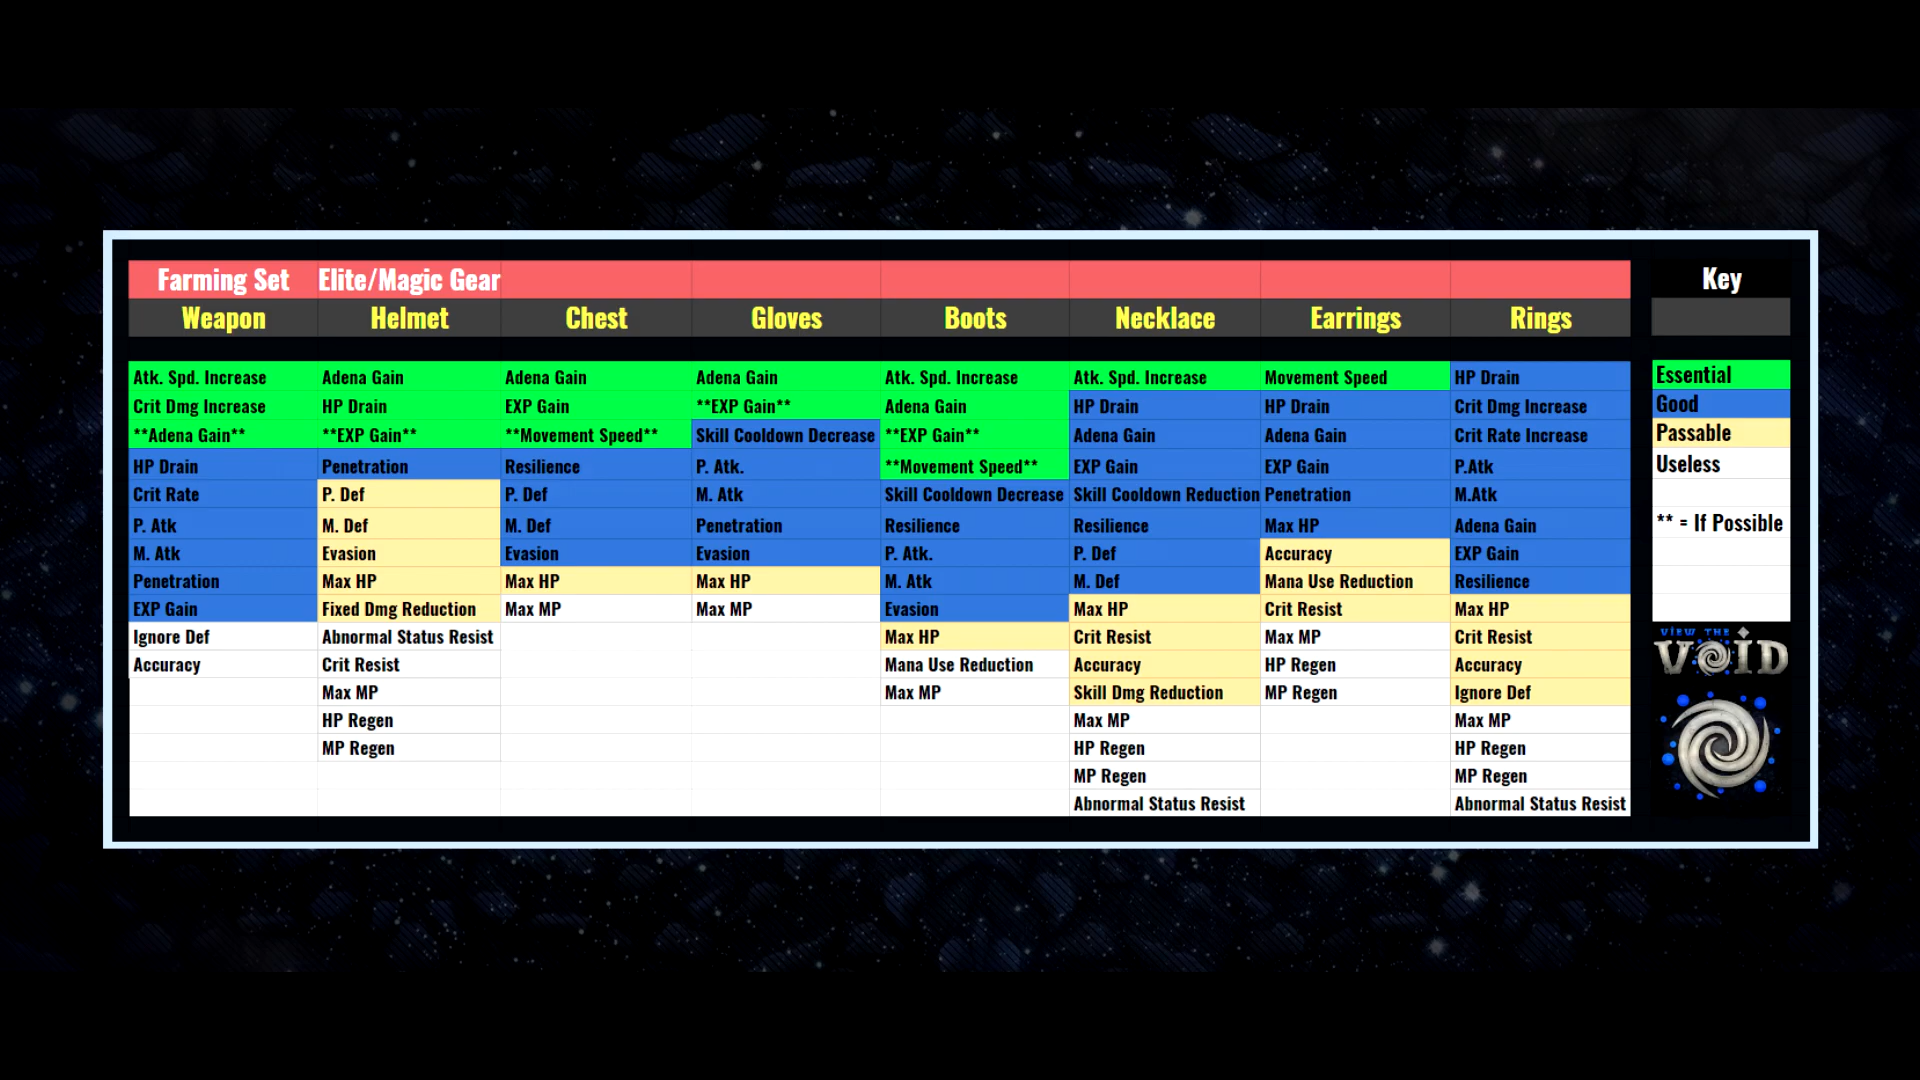 Farming Set Elite/Magic Gear Key
Weapon Helmet Chest Gloves Boots Necklace Earrings Rings
Atk. Spd. Increase Adena Gain Adena Gain Adena Gain Atk. Spd. Increase Atk. Spd. Increase Movement Speed HP Drain Essential
Crit Dmg Increase HP Drain EXP Gain **EXP Gain** Adena Gain HP Drain HP Drain Crit Dmg Increase Good
**Adena Gain** **EXP Gain** **Movement Speed** Skill Cooldown Decrease **EXP Gain** Adena Gain Adena Gain Crit Rate Increase Passable
HP Drain Penetration Resilience P. Atk. **Movement Speed** EXP Gain EXP Gain P.Atk Useless
Crit Rate P. Def P. Def M. Atk Skill Cooldown Decrease Skill Cooldown Reduction Penetration M.Atk
P. Atk M. Def M. Def Penetration Resilience Resilience Max HP Adena Gain ** = If Possible
M. Atk Evasion Evasion Evasion P. Atk. P. Def Accuracy EXP Gain
Penetration Max HP Max HP Max HP M. Atk M. Def Mana Use Reduction Resilience
EXP Gain Fixed Dmg Reduction Max MP Max MP Evasion Max HP Crit Resist Max HP
Ignore Def Abnormal Status Resist Max HP Crit Resist Max MP Crit Resist VIEW THE
Accuracy Crit Resist Mana Use Reduction Accuracy HP Regen Accuracy VOID
Max MP Max MP Skill Dmg Reduction MP Regen Ignore Def
HP Regen Max MP Max MP
MP Regen HP Regen HP Regen
MP Regen MP Regen
Abnormal Status Resist Abnormal Status Resist